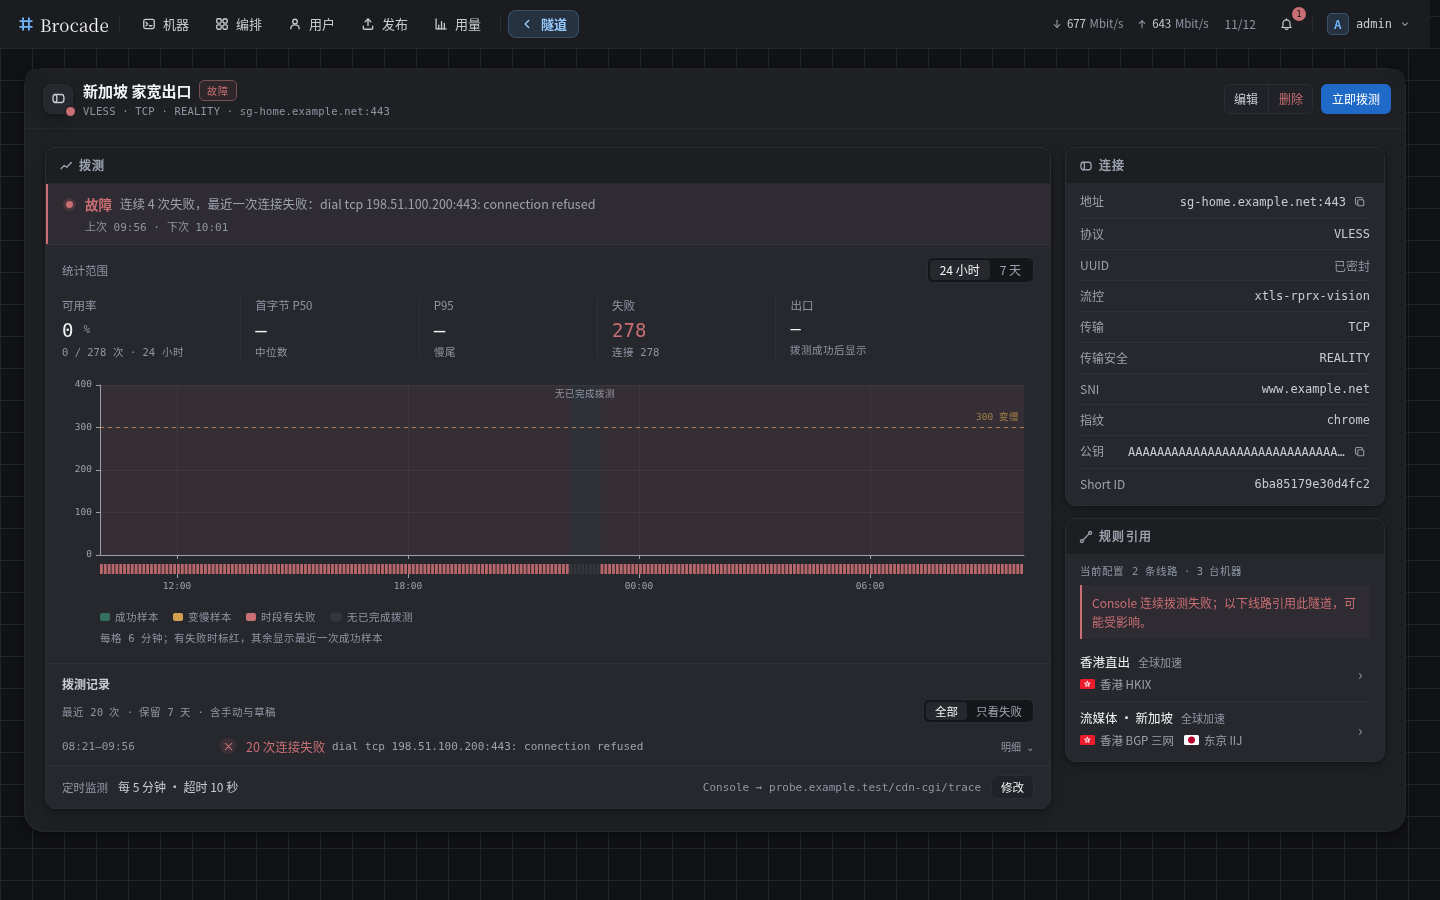 Brocade 机器 编排 用户 发布 用量 隧道 ↓ 677 Mbit/s ↑ 643 Mbit/s 11/12 1 A admin
新加坡 家宽出口 故障
VLESS · TCP · REALITY · sg-home.example.net:443
编辑 删除 立即拨测
拨测
故障 连续 4 次失败，最近一次连接失败：dial tcp 198.51.100.200:443: connection refused
上次 09:56 · 下次 10:01
统计范围 24 小时 7 天
可用率 首字节 P50 P95 失败 出口
0 % — — 278 —
0 / 278 次 · 24 小时 中位数 慢尾 连接 278 拨测成功后显示
400
无已完成拨测
300 变慢
300
200
100
0
12:00 18:00 00:00 06:00
成功样本 变慢样本 时段有失败 无已完成拨测
每格 6 分钟；有失败时标红，其余显示最近一次成功样本
拨测记录
最近 20 次 · 保留 7 天 · 含手动与草稿 全部 只看失败
08:21–09:56 20 次连接失败 dial tcp 198.51.100.200:443: connection refused 明细
定时监测 每 5 分钟 · 超时 10 秒 Console → probe.example.test/cdn-cgi/trace 修改
连接
地址 sg-home.example.net:443
协议 VLESS
UUID 已密封
流控 xtls-rprx-vision
传输 TCP
传输安全 REALITY
SNI www.example.net
指纹 chrome
公钥 AAAAAAAAAAAAAAAAAAAAAAAAAAAAAA…
Short ID 6ba85179e30d4fc2
规则引用
当前配置 2 条线路 · 3 台机器
Console 连续拨测失败；以下线路引用此隧道，可
能受影响。
香港直出 全球加速
香港 HKIX
流媒体 · 新加坡 全球加速
香港 BGP 三网 东京 IIJ